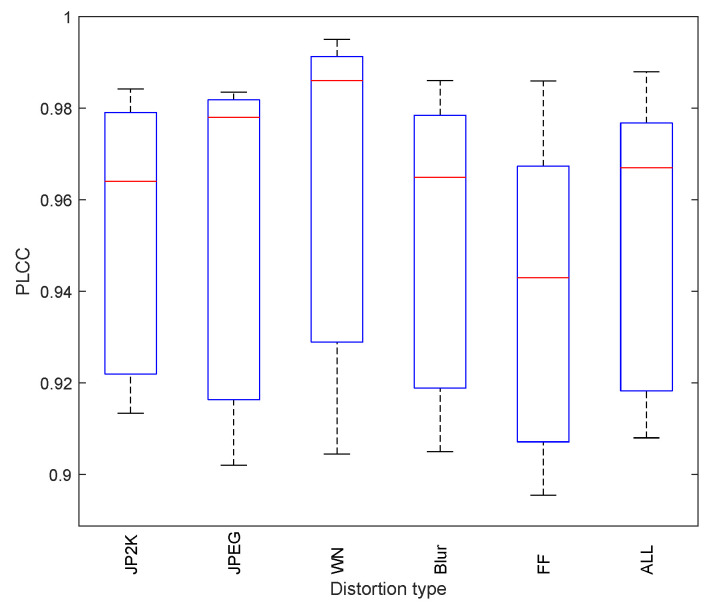 1
0.98
0.96
0.94
0.92
0.9
PLCC
JP2K
JPEG
WN
Blur
FF
ALL
Distortion type